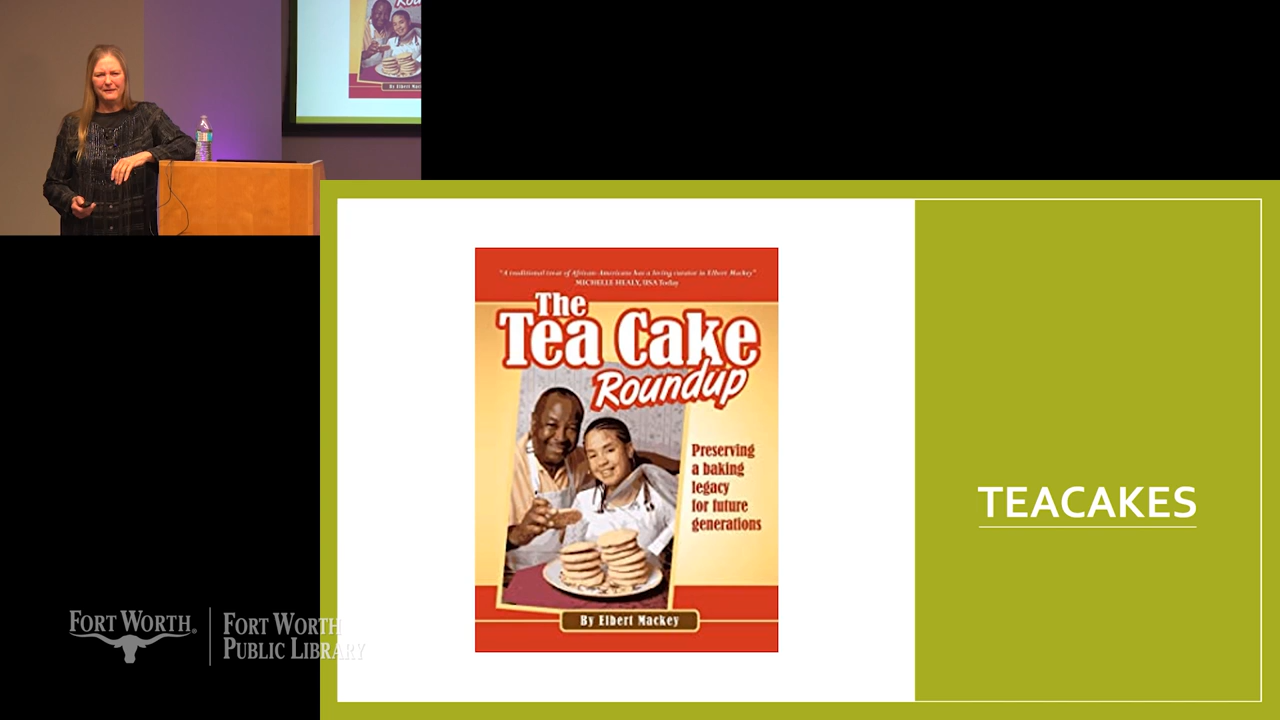 "A traditional treat of African-Americans has a loving curator in Elbert Mackey"
MICHELLE HEALY, USA Today
The
Tea Cake
Roundup
Preserving
a baking
legacy
for future
generations
By Elbert Mackey
TEACAKES
FORT WORTH®
FORT WORTH
PUBLIC LIBRARY